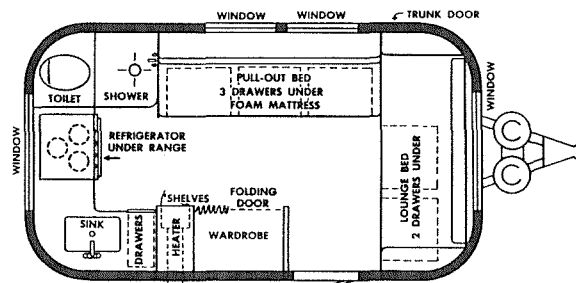 WINDOW
WINDOW
TRUNK DOOR
TOILET
SHOWER
PULL-OUT BED
3 DRAWERS UNDER
FOAM MATTRESS
WINDOW
WINDOW
REFRIGERATOR
UNDER RANGE
LOUNGE BED
2 DRAWERS UNDER
SHELVES
FOLDING
DOOR
SINK
DRAWERS
HEATER
WARDROBE